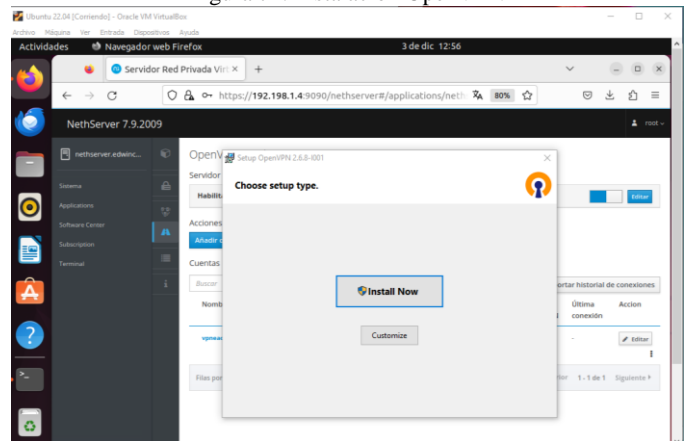 Ubuntu 22.04 [Corriendo] - Oracle VM VirtualBox
Archivo Máquina Ver Entrada Dispositivos Ayuda
Actividades Navegador web Firefox 3 de dic 12:56
Servidor Red Privada Virt × +
https://192.198.1.4:9090/nethserver#/applications/neth 80%
NethServer 7.9.2009 root
nethserver.edwinc...
Sistema
Applications
Software Center
Subscription
Terminal
OpenV
Servidor
Habilit
Editar
Acciones
Añadir c
Cuentas
Buscar
ortar historial de conexiones
Nomb
Última conexión
Accion
vpnea
-
Editar
Filas por
1 - 1 de 1 Siguiente
Setup OpenVPN 2.6.8-I001
Choose setup type.
Install Now
Customize